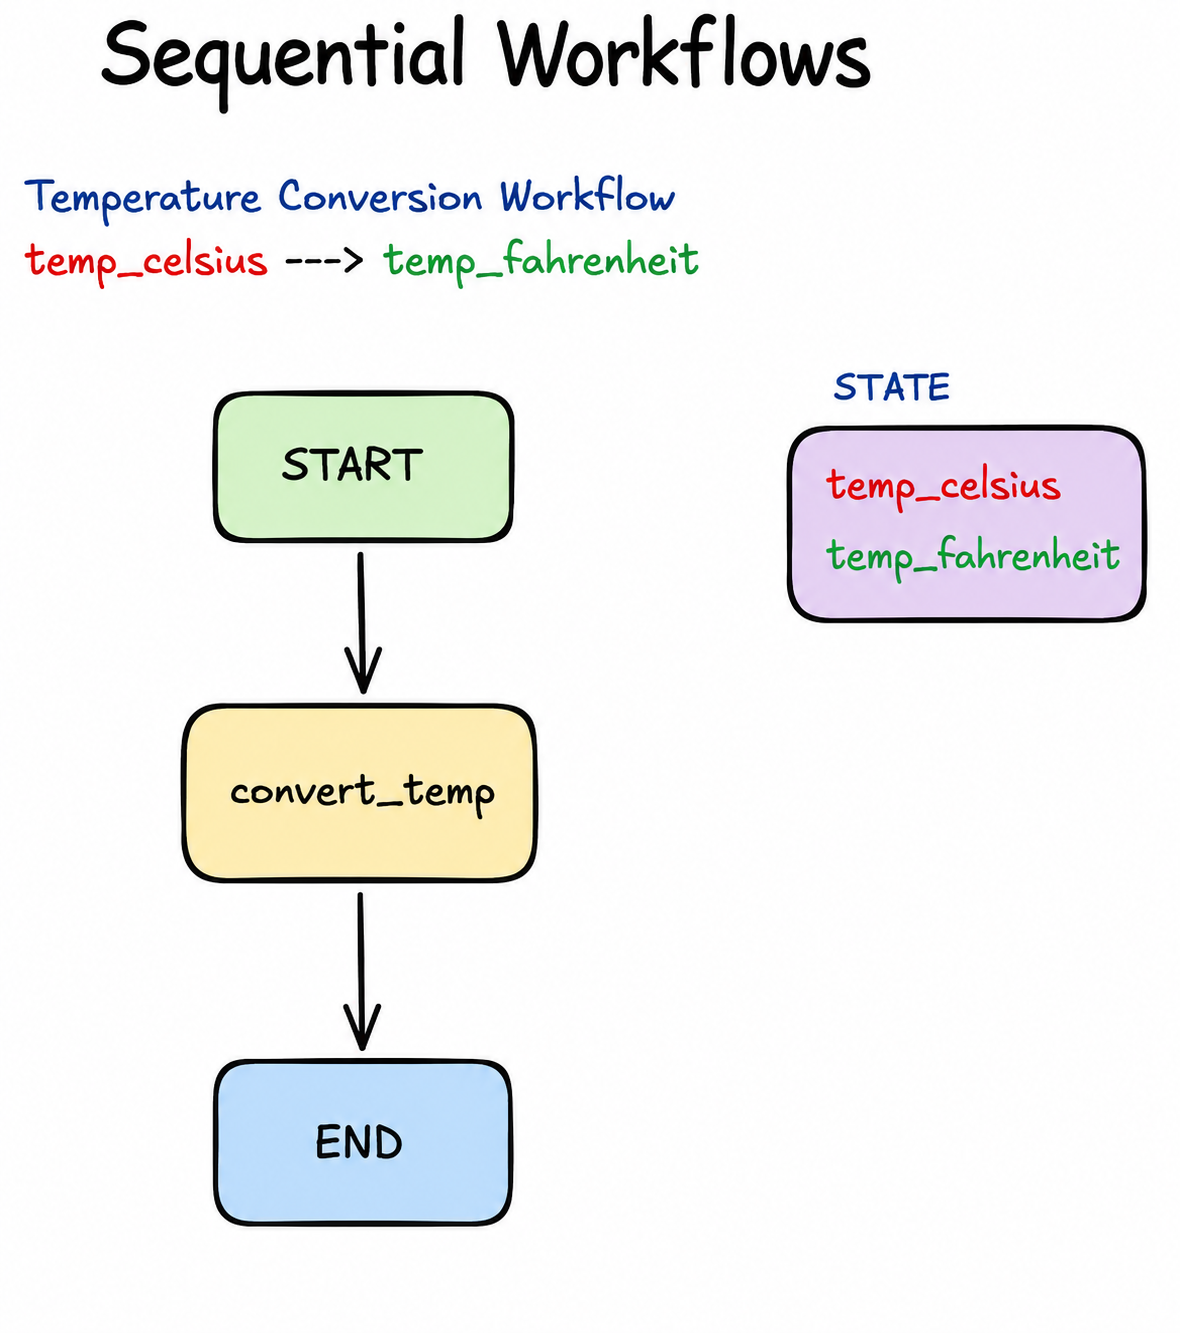 Sequential Workflows
Temperature Conversion Workflow
temp_celsius ---> temp_fahrenheit
START
convert_temp
END
STATE
temp_celsius
temp_fahrenheit